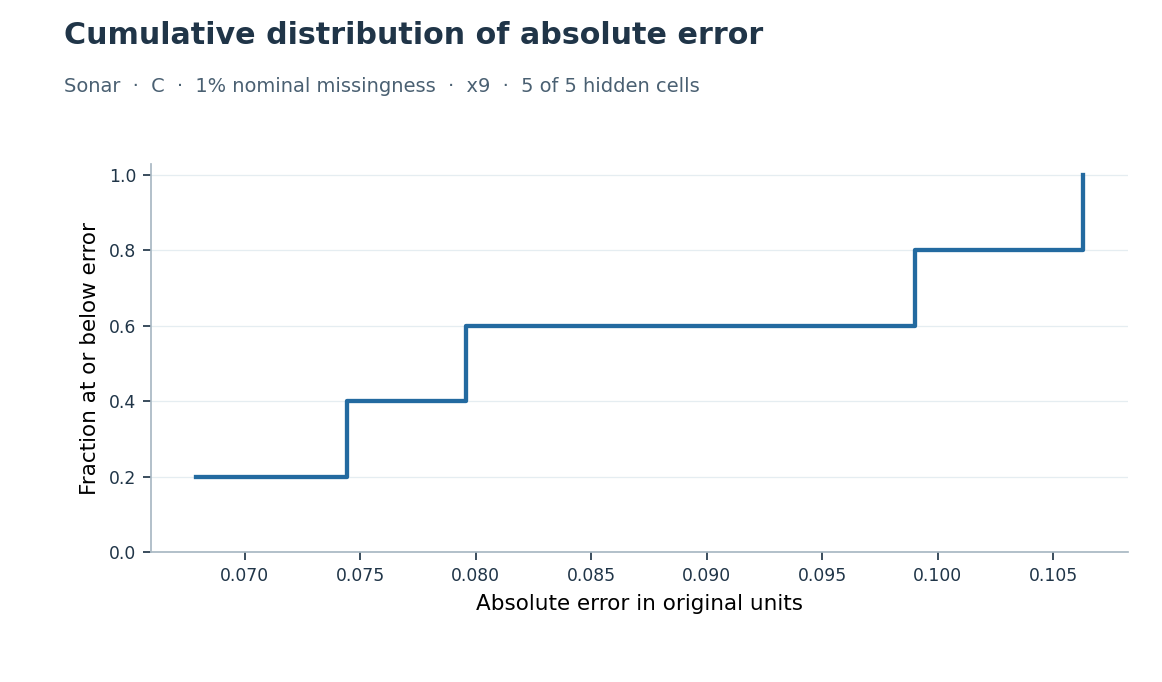 Cumulative distribution of absolute error
Sonar · C · 1% nominal missingness · x9 · 5 of 5 hidden cells
Fraction at or below error
1.0
0.8
0.6
0.4
0.2
0.0
0.070 0.075 0.080 0.085 0.090 0.095 0.100 0.105
Absolute error in original units